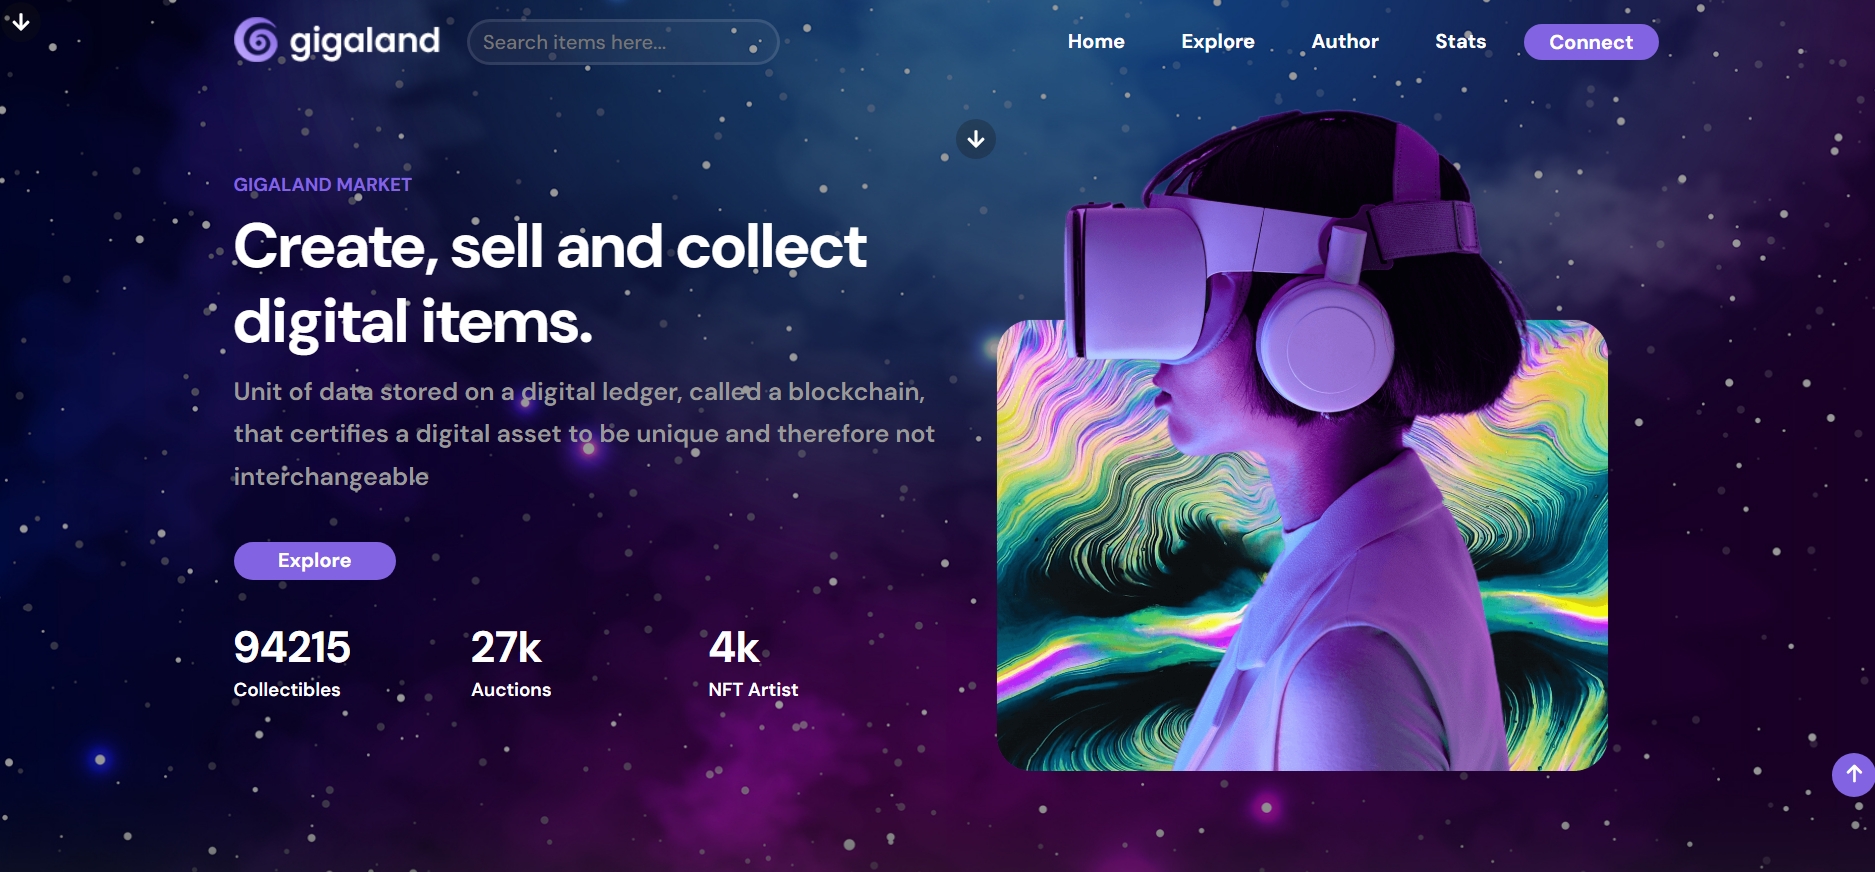 gigaland
Search items here...
Home
Explore
Author
Stats
Connect
GIGALAND MARKET
Create, sell and collect
digital items.
Unit of data stored on a digital ledger, called a blockchain,
that certifies a digital asset to be unique and therefore not
interchangeable
Explore
94215
Collectibles
27k
Auctions
4k
NFT Artist